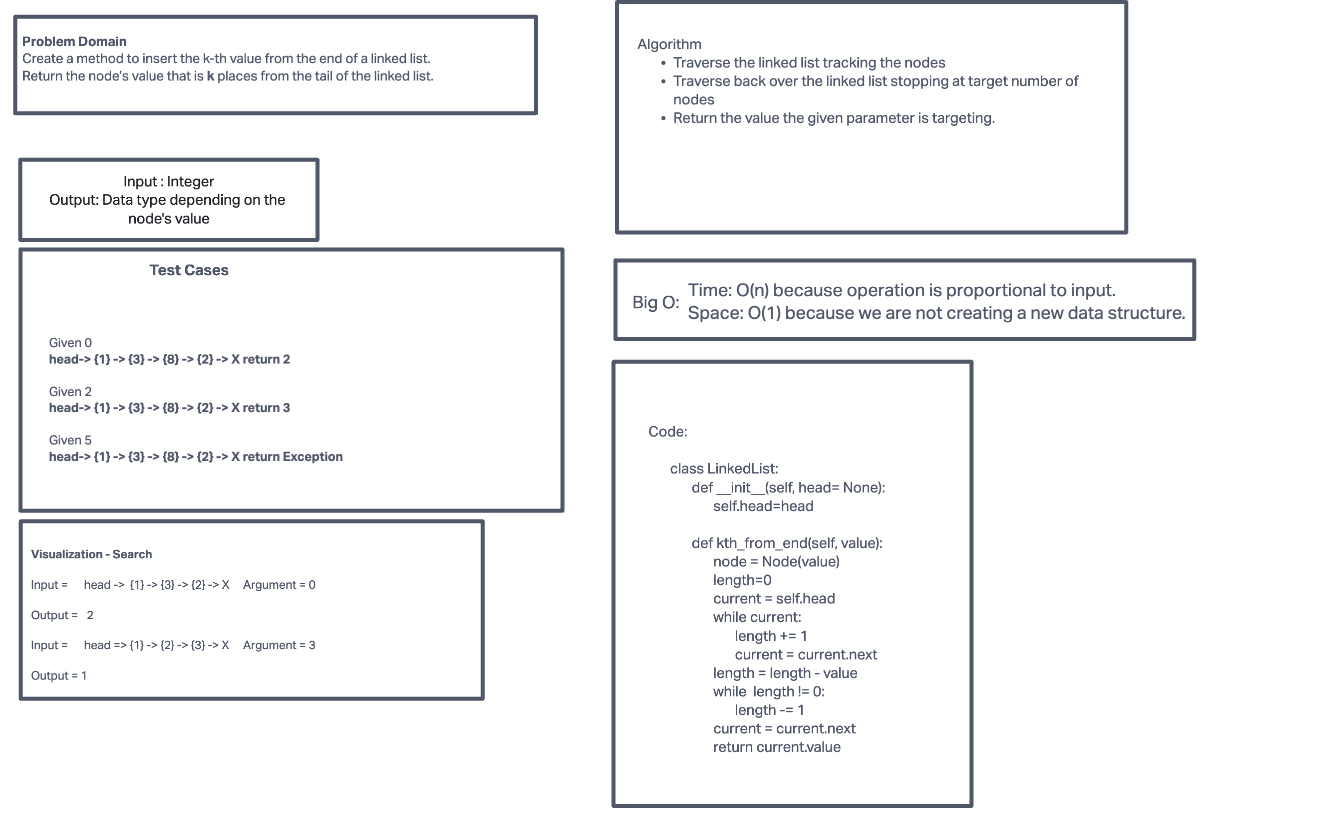 Problem Domain
Create a method to insert the k-th value from the end of a linked list.
Return the node's value that is k places from the tail of the linked list.
Input : Integer
Output: Data type depending on the
node's value
Test Cases
Given 0
head-> {1} -> {3} -> {8} -> {2} -> X return 2
Given 2
head-> {1} -> {3} -> {8} -> {2} -> X return 3
Given 5
head-> {1} -> {3} -> {8} -> {2} -> X return Exception
Visualization - Search
Input = head -> {1} -> {3} -> {2} -> X Argument = 0
Output = 2
Input = head => {1} -> {2} -> {3} -> X Argument = 3
Output = 1
Algorithm
• Traverse the linked list tracking the nodes
• Traverse back over the linked list stopping at target number of
nodes
• Return the value the given parameter is targeting.
Big O:
Time: O(n) because operation is proportional to input.
Space: O(1) because we are not creating a new data structure.
Code:
class LinkedList:
def __init__(self, head= None):
self.head=head
def kth_from_end(self, value):
node = Node(value)
length=0
current = self.head
while current:
length += 1
current = current.next
length = length - value
while length != 0:
length -= 1
current = current.next
return current.value